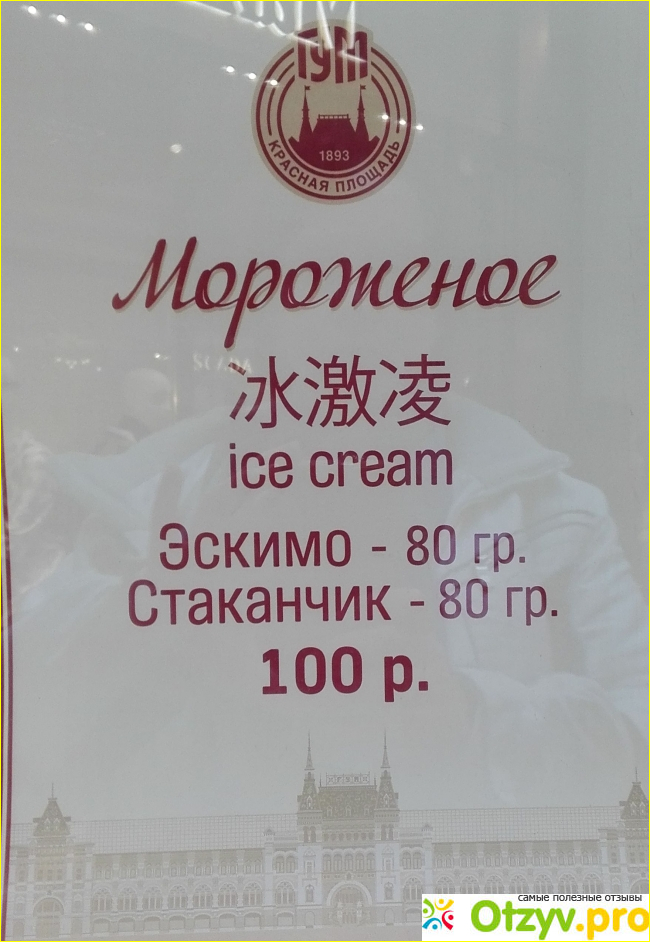 ГУМ
1893
КРАСНАЯ ПЛОЩАДЬ
Мороженое
冰激凌
ice cream
Эскимо - 80 гр.
Стаканчик - 80 гр.
100 р.
самые полезные отзывы
Otzyv.pro